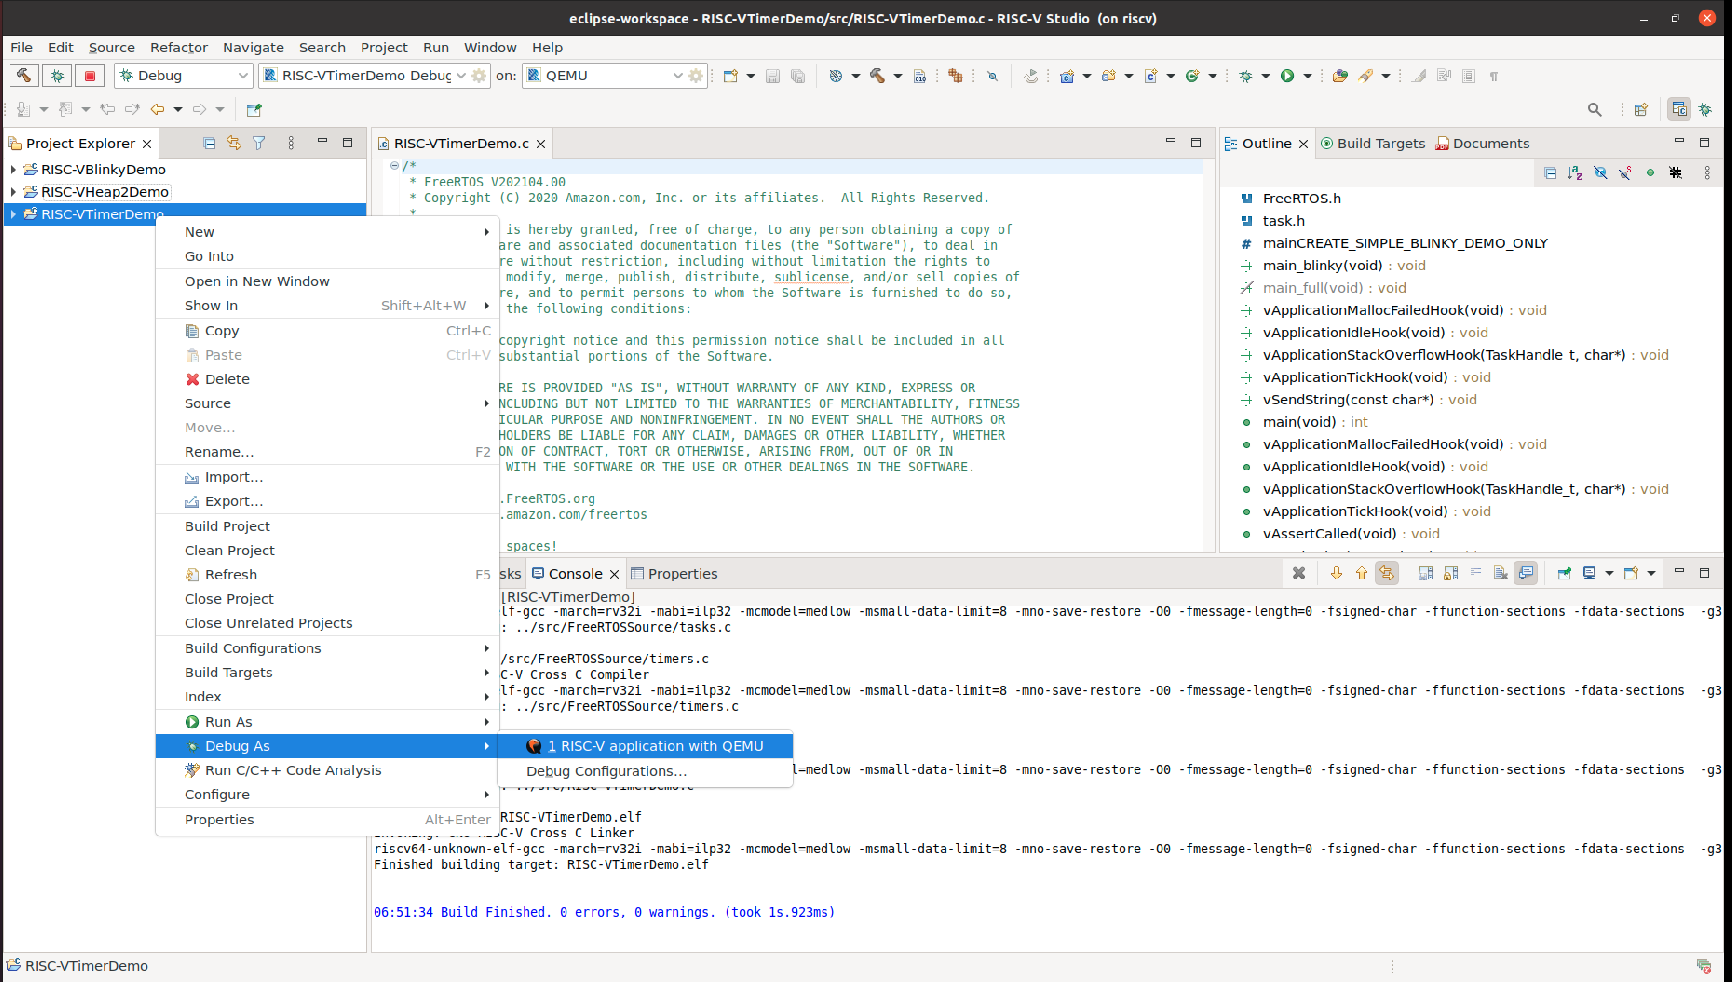 eclipse-workspace - RISC-VTimerDemo/src/RISC-VTimerDemo.c - RISC-V Studio (on riscv)
File Edit Source Refactor Navigate Search Project Run Window Help
Debug RISC-VTimerDemo Debug on: QEMU
Project Explorer
RISC-VBlinkyDemo
RISC-VHeap2Demo
RISC-VTimerDemo
New
Go Into
Open in New Window
Show In Shift+Alt+W
Copy Ctrl+C
Paste Ctrl+V
Delete
Source
Move...
Rename... F2
Import...
Export...
Build Project
Clean Project
Refresh F5
Close Project
Close Unrelated Projects
Build Configurations
Build Targets
Index
Run As
Debug As
Run C/C++ Code Analysis
Configure
Properties Alt+Enter
1 RISC-V application with QEMU
Debug Configurations...
RISC-VTimerDemo.c
/*
* FreeRTOS V202104.00
* Copyright (C) 2020 Amazon.com, Inc. or its affiliates. All Rights Reserved.
*
is hereby granted, free of charge, to any person obtaining a copy of
are and associated documentation files (the "Software"), to deal in
re without restriction, including without limitation the rights to
modify, merge, publish, distribute, sublicense, and/or sell copies of
re, and to permit persons to whom the Software is furnished to do so,
the following conditions:
copyright notice and this permission notice shall be included in all
substantial portions of the Software.
RE IS PROVIDED "AS IS", WITHOUT WARRANTY OF ANY KIND, EXPRESS OR
NCLUDING BUT NOT LIMITED TO THE WARRANTIES OF MERCHANTABILITY, FITNESS
ICULAR PURPOSE AND NONINFRINGEMENT. IN NO EVENT SHALL THE AUTHORS OR
HOLDERS BE LIABLE FOR ANY CLAIM, DAMAGES OR OTHER LIABILITY, WHETHER
ON OF CONTRACT, TORT OR OTHERWISE, ARISING FROM, OUT OF OR IN
WITH THE SOFTWARE OR THE USE OR OTHER DEALINGS IN THE SOFTWARE.
.FreeRTOS.org
.amazon.com/freertos
spaces!
Outline Build Targets Documents
FreeRTOS.h
task.h
mainCREATE_SIMPLE_BLINKY_DEMO_ONLY
main_blinky(void) : void
main_full(void) : void
vApplicationMallocFailedHook(void) : void
vApplicationIdleHook(void) : void
vApplicationStackOverflowHook(TaskHandle_t, char*) : void
vApplicationTickHook(void) : void
vSendString(const char*) : void
main(void) : int
vApplicationMallocFailedHook(void) : void
vApplicationIdleHook(void) : void
vApplicationStackOverflowHook(TaskHandle_t, char*) : void
vApplicationTickHook(void) : void
vAssertCalled(void) : void
sks Console Properties
[RISC-VTimerDemo]
elf-gcc -march=rv32i -mabi=ilp32 -mcmodel=medlow -msmall-data-limit=8 -mno-save-restore -O0 -fmessage-length=0 -fsigned-char -ffunction-sections -fdata-sections -g3
: ../src/FreeRTOSSource/tasks.c
/src/FreeRTOSSource/timers.c
C-V Cross C Compiler
elf-gcc -march=rv32i -mabi=ilp32 -mcmodel=medlow -msmall-data-limit=8 -mno-save-restore -O0 -fmessage-length=0 -fsigned-char -ffunction-sections -fdata-sections -g3
: ../src/FreeRTOSSource/timers.c
l=medlow -msmall-data-limit=8 -mno-save-restore -O0 -fmessage-length=0 -fsigned-char -ffunction-sections -fdata-sections -g3
RISC-VTimerDemo.elf
C-V Cross C Linker
riscv64-unknown-elf-gcc -march=rv32i -mabi=ilp32 -mcmodel=medlow -msmall-data-limit=8 -mno-save-restore -O0 -fmessage-length=0 -fsigned-char -ffunction-sections -fdata-sections -g3
Finished building target: RISC-VTimerDemo.elf
06:51:34 Build Finished. 0 errors, 0 warnings. (took 1s.923ms)
RISC-VTimerDemo